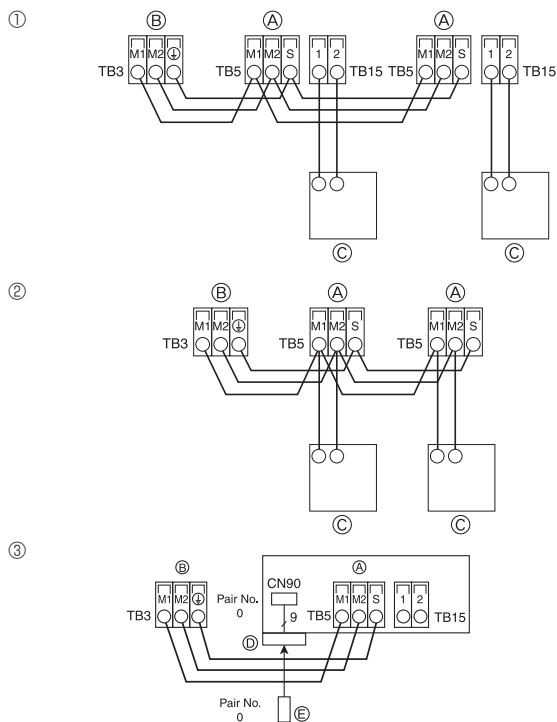 ①
Ⓑ Ⓐ Ⓐ
TB3 M1 M2 ⏚ TB5 M1 M2 S 1 2 TB15 TB5 M1 M2 S 1 2 TB15
Ⓒ Ⓒ
②
Ⓑ Ⓐ Ⓐ
TB3 M1 M2 ⏚ TB5 M1 M2 S TB5 M1 M2 S
Ⓒ Ⓒ
③
Ⓑ Ⓐ
CN90
Pair No.
0
TB3 M1 M2 ⏚ 9 TB5 M1 M2 S 1 2 TB15
Ⓓ
Pair No.
0
Ⓔ